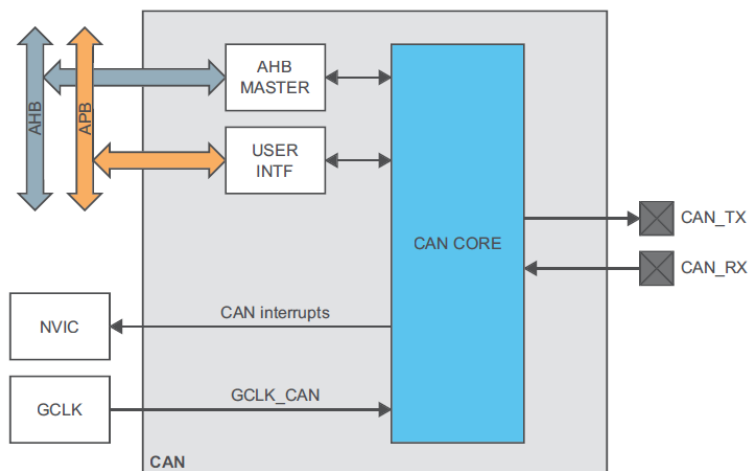 AHB
APB
AHB
MASTER
USER
INTF
CAN CORE
CAN_TX
CAN_RX
NVIC
CAN interrupts
GCLK
GCLK_CAN
CAN